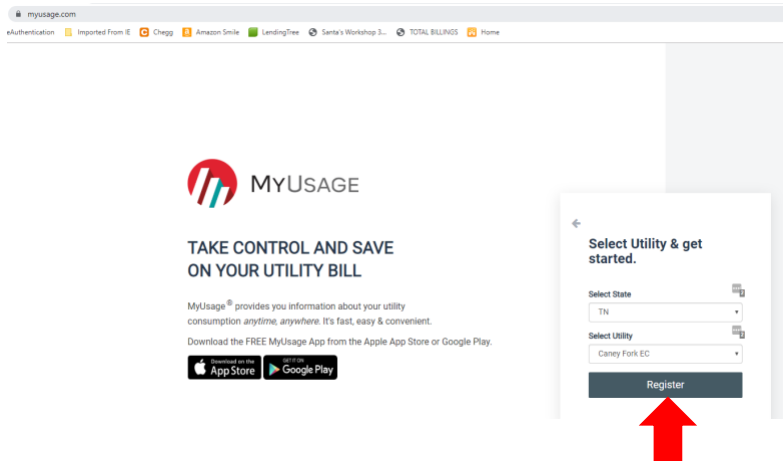 myusage.com
eAuthentication Imported From IE Chegg Amazon Smile LendingTree Santa's Workshop 3... TOTAL BILLINGS Home
MYUSAGE
TAKE CONTROL AND SAVE
ON YOUR UTILITY BILL
MyUsage® provides you information about your utility
consumption anytime, anywhere. It's fast, easy & convenient.
Download the FREE MyUsage App from the Apple App Store or Google Play.
Download on the
App Store
GET IT ON
Google Play
Select Utility & get
started.
Select State
TN
Select Utility
Caney Fork EC
Register